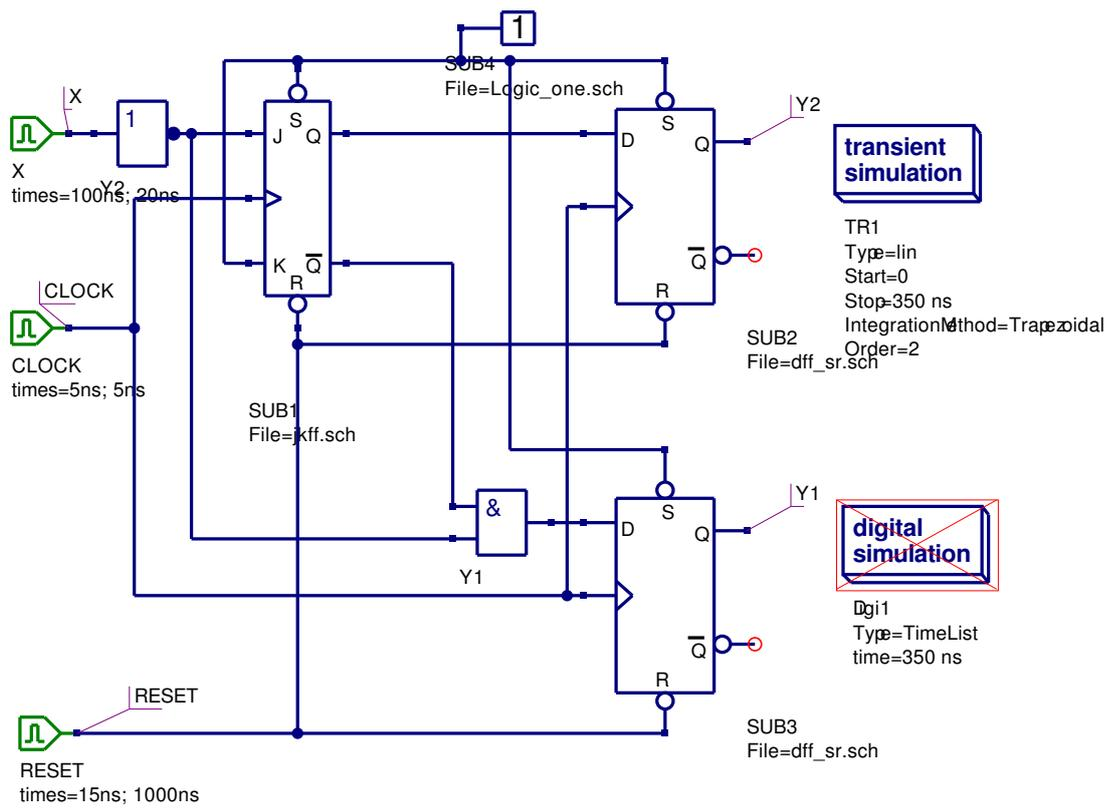 1
SUB4
File=Logic_one.sch
X
1
X
times=100ns; 20ns
Y2
S
J Q
K Q
R
S
D
Q
Q
R
Y2
transient
simulation
TR1
Type=lin
Start=0
Stop=350 ns
IntegrationMethod=Trapezoidal
Order=2
CLOCK
CLOCK
times=5ns; 5ns
SUB2
File=dff_sr.sch
SUB1
File=jkff.sch
&
Y1
S
D
Q
Q
R
Y1
digital
simulation
Digi1
Type=TimeList
time=350 ns
RESET
RESET
times=15ns; 1000ns
SUB3
File=dff_sr.sch